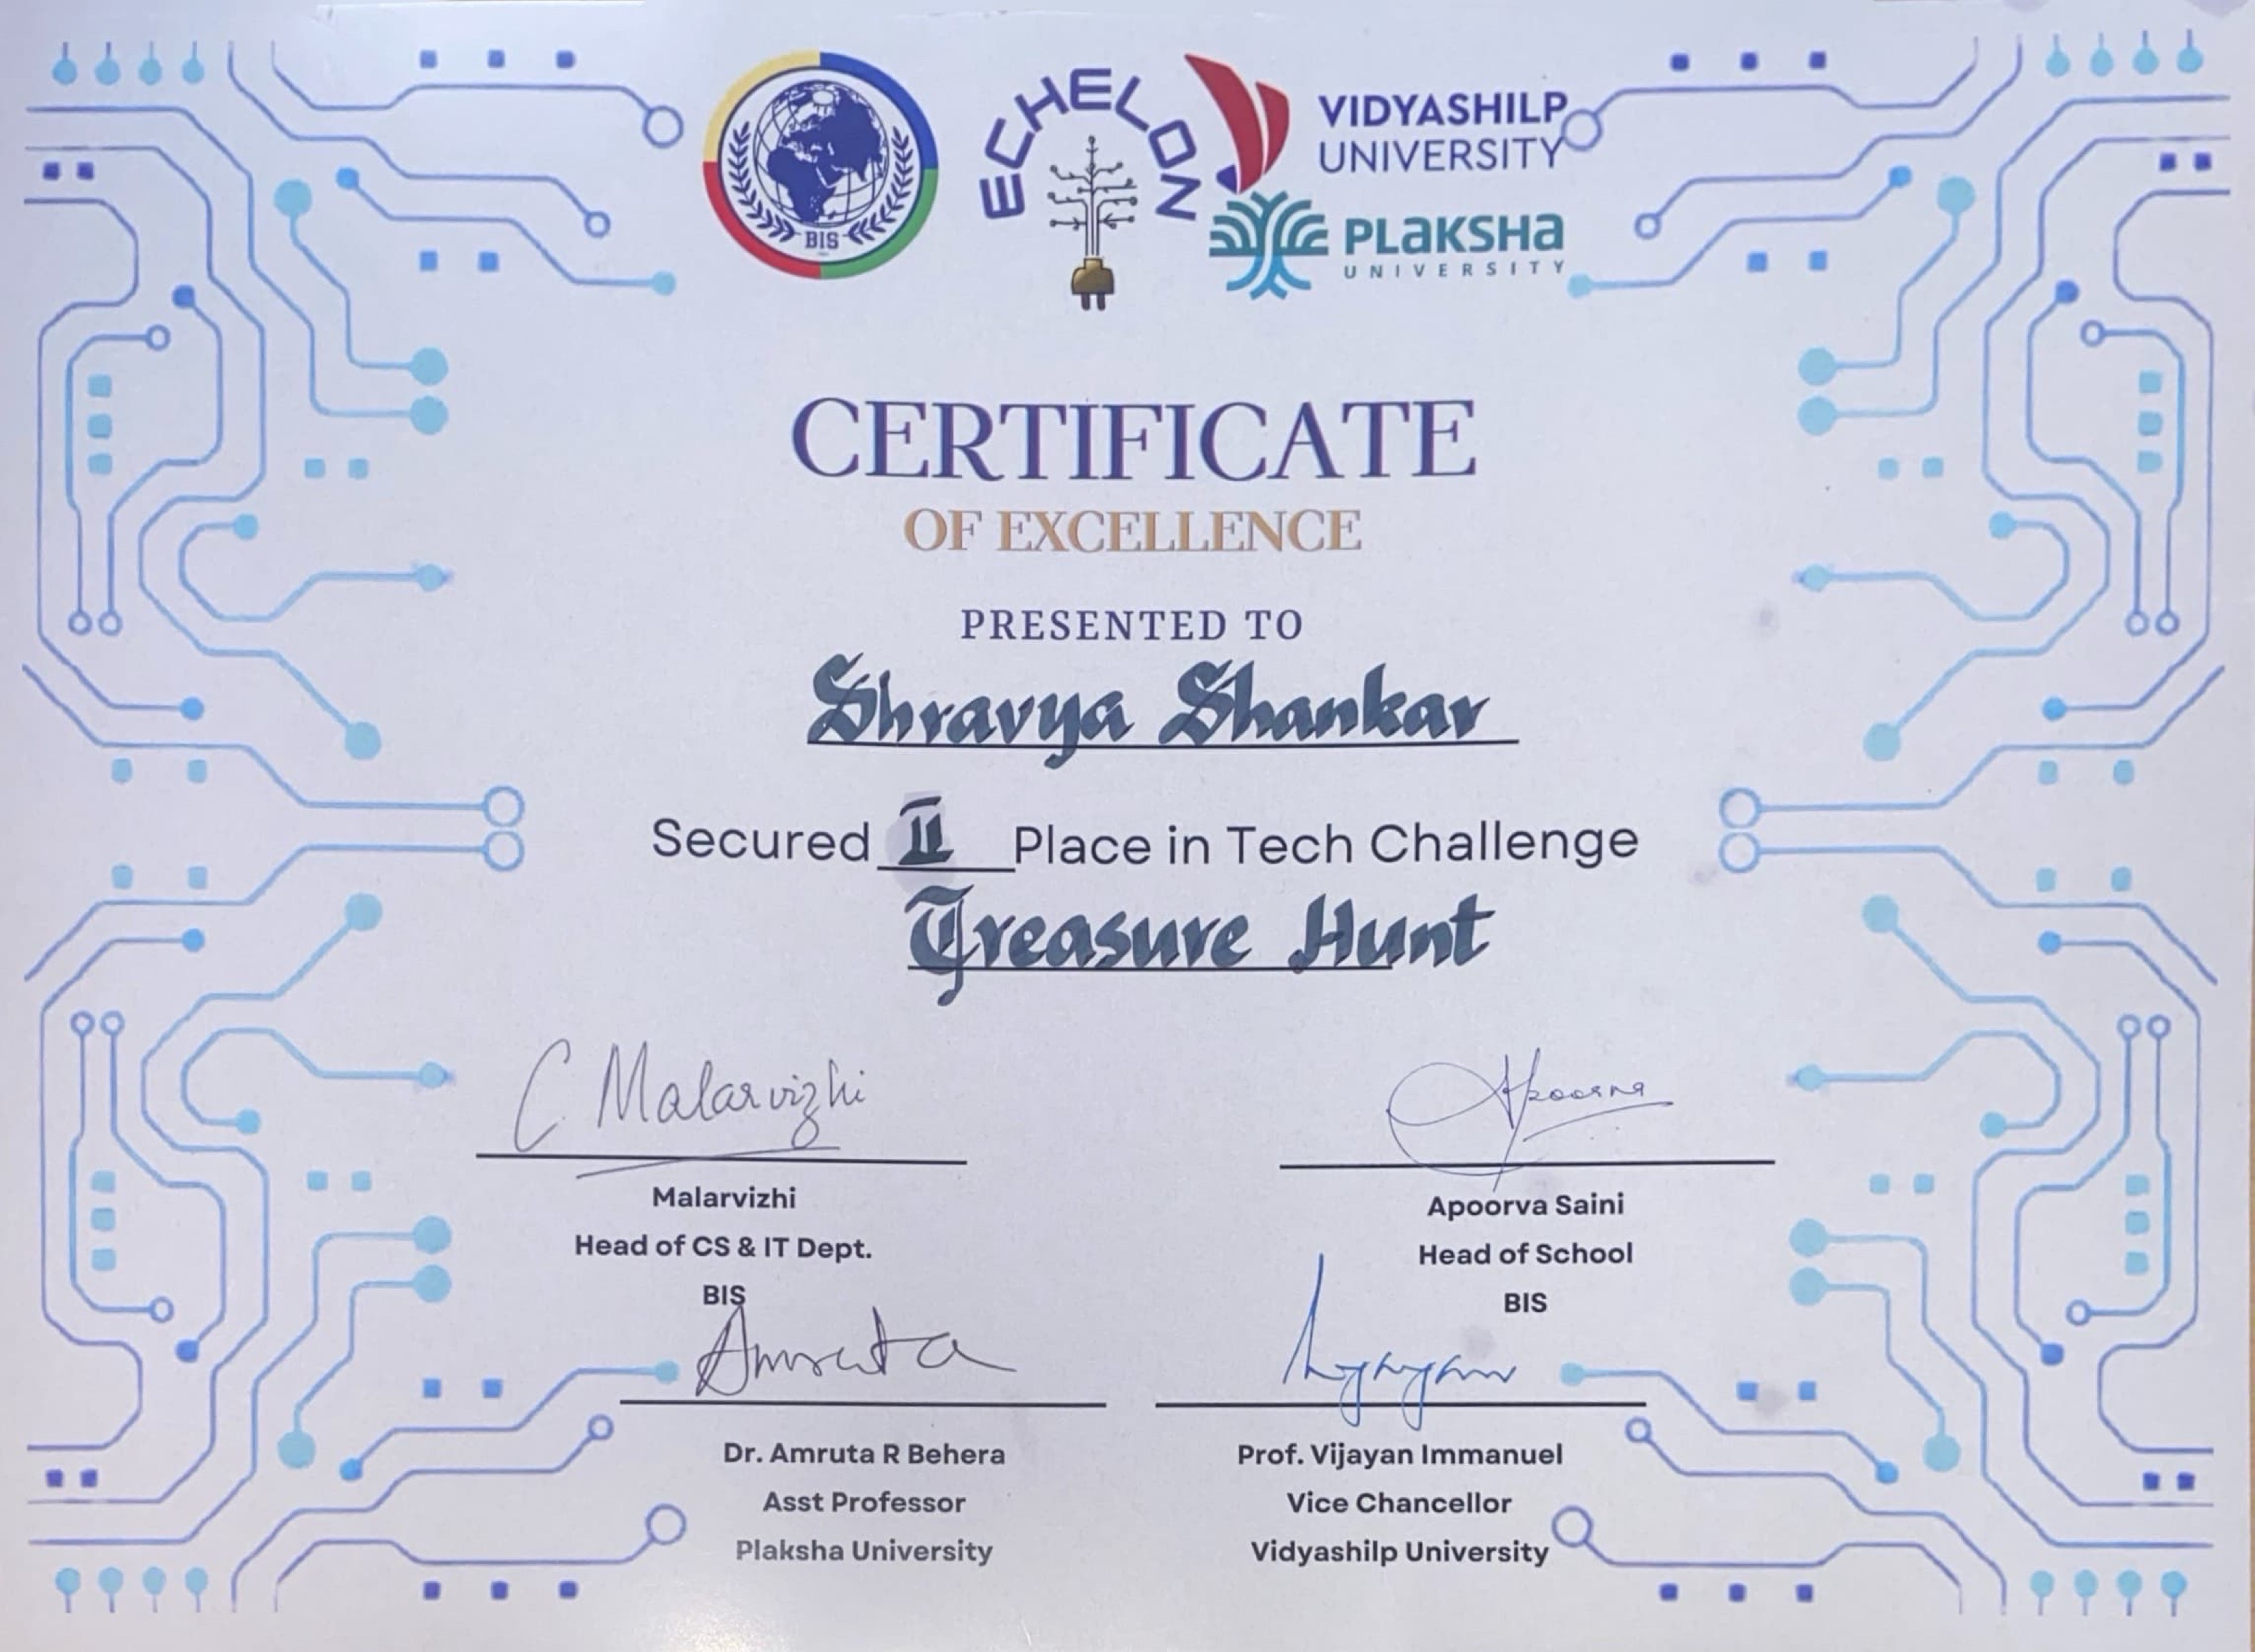 BIS
ECHELON
VIDYASHILP
UNIVERSITY
PLAKSHA
UNIVERSITY
CERTIFICATE
OF EXCELLENCE
PRESENTED TO
Shravya Shankar
Secured II Place in Tech Challenge
Treasure Hunt
C Malarvizhi
Apoorva
Malarvizhi
Head of CS & IT Dept.
BIS
Apoorva Saini
Head of School
BIS
Amruta
Dr. Amruta R Behera
Asst Professor
Plaksha University
Prof. Vijayan Immanuel
Vice Chancellor
Vidyashilp University